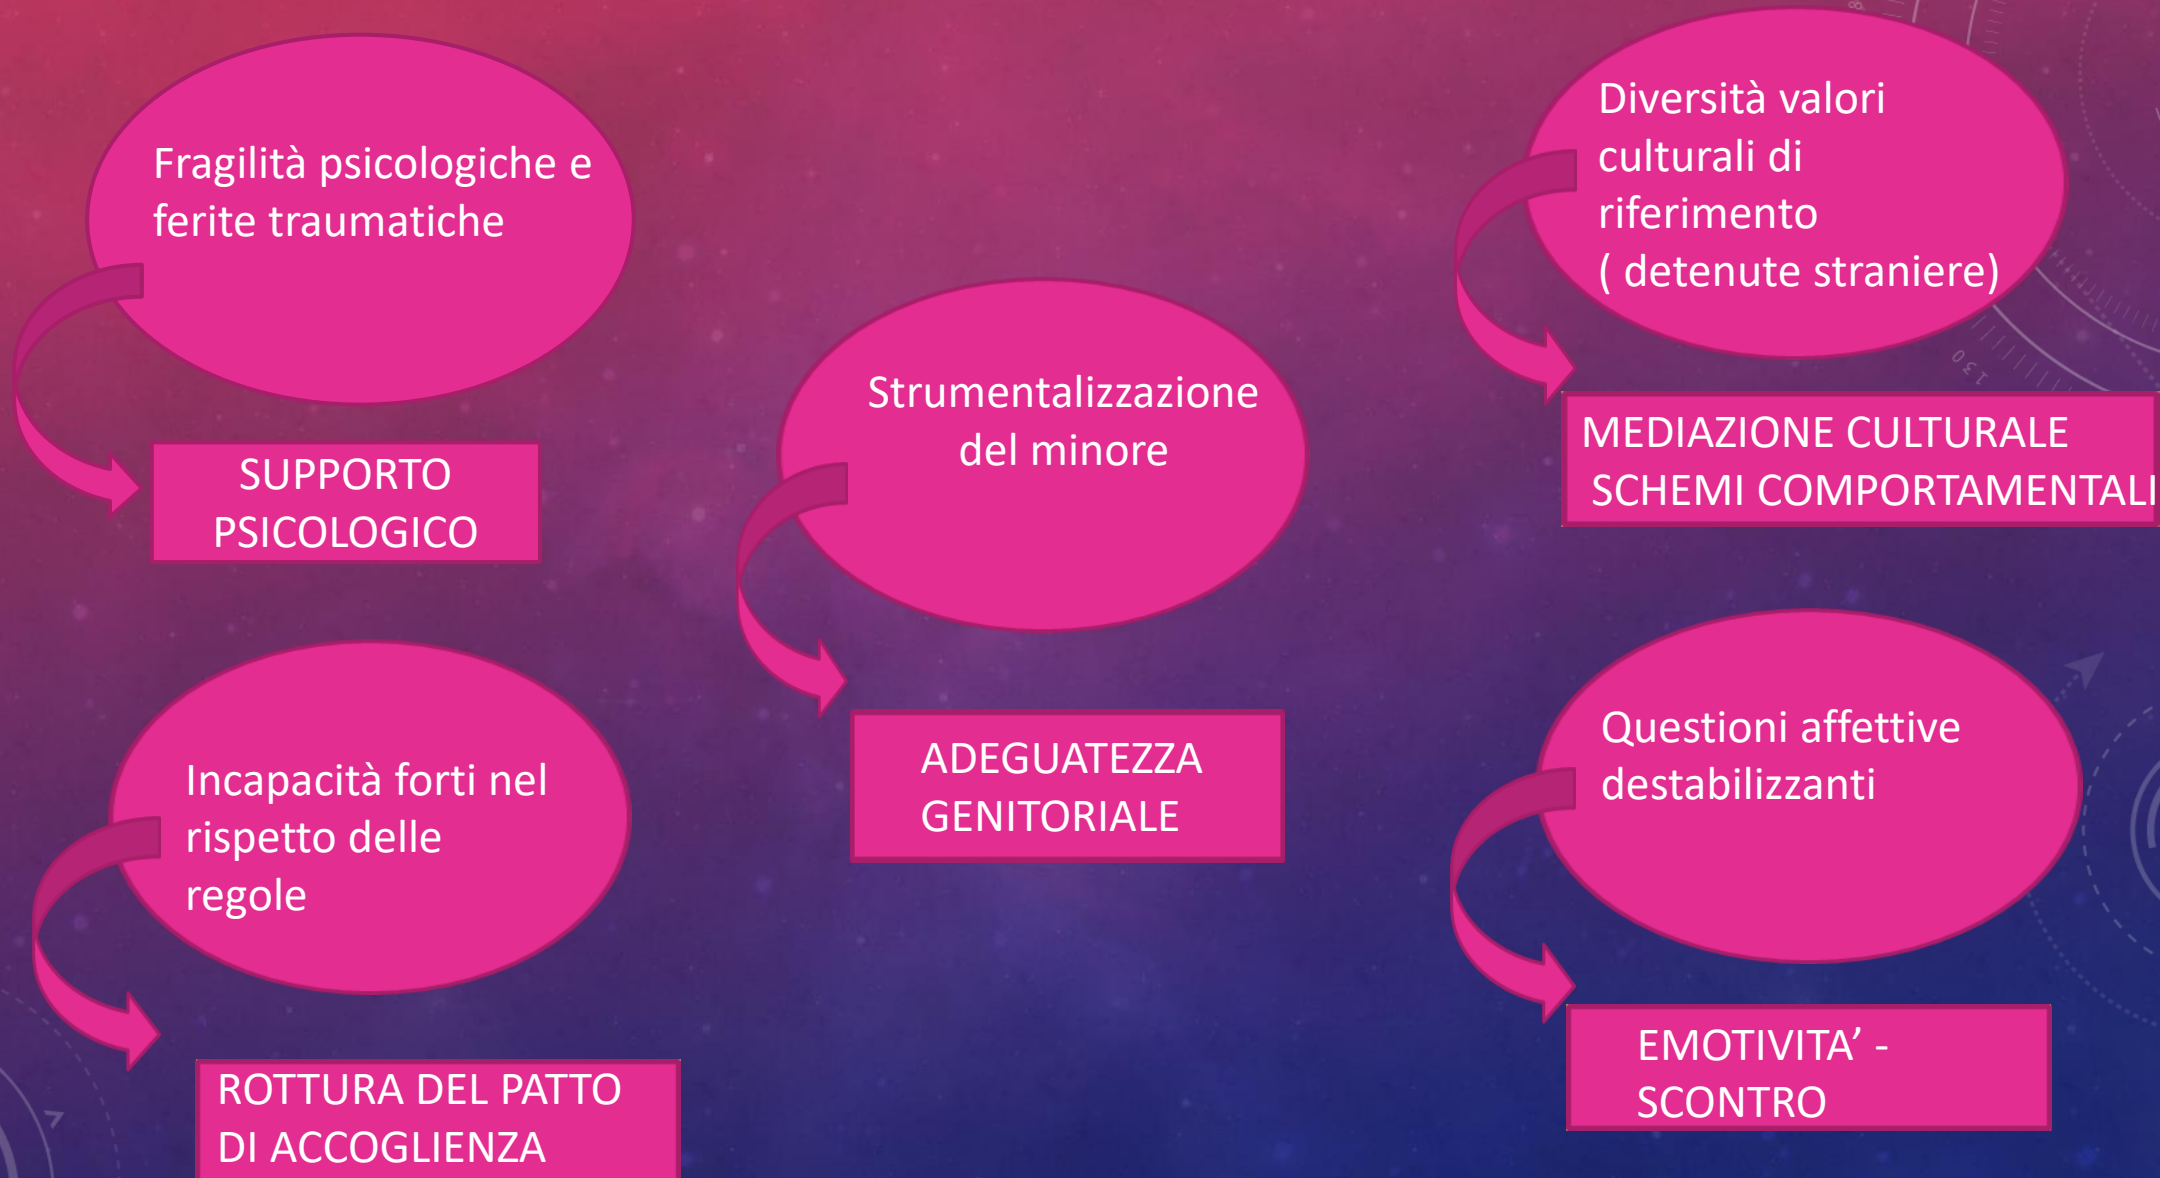 Fragilità psicologiche e
ferite traumatiche
SUPPORTO
PSICOLOGICO
Incapacità forti nel
rispetto delle
regole
ROTTURA DEL PATTO
DI ACCOGLIENZA
Strumentalizzazione
del minore
ADEGUATEZZA
GENITORIALE
Diversità valori
culturali di
riferimento
( detenute straniere)
130
MEDIAZIONE CULTURALE
SCHEMI COMPORTAMENTALI
Questioni affettive
destabilizzanti
EMOTIVITA’ -
SCONTRO